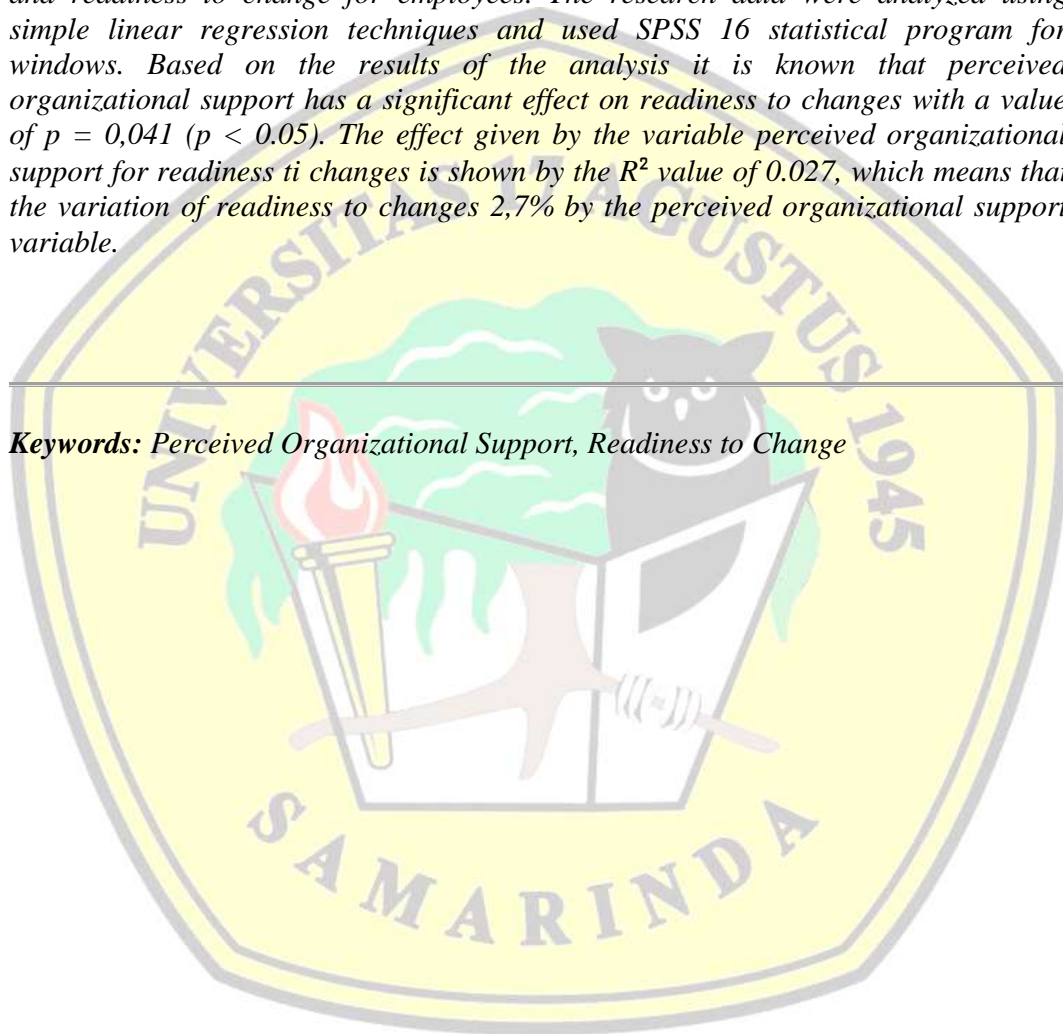 and readiness to change for employees. The research data were analyzed using
simple linear regression techniques and used SPSS 16 statistical program for
windows. Based on the results of the analysis it is known that perceived
organizational support has a significant effect on readiness to changes with a value
of p = 0,041 (p < 0.05). The effect given by the variable perceived organizational
support for readiness ti changes is shown by the R² value of 0.027, which means that
the variation of readiness to changes 2,7% by the perceived organizational support
variable.
UNIVERSITAS 17 AGUSTUS 1945
Keywords: Perceived Organizational Support, Readiness to Change
SAMARINDA